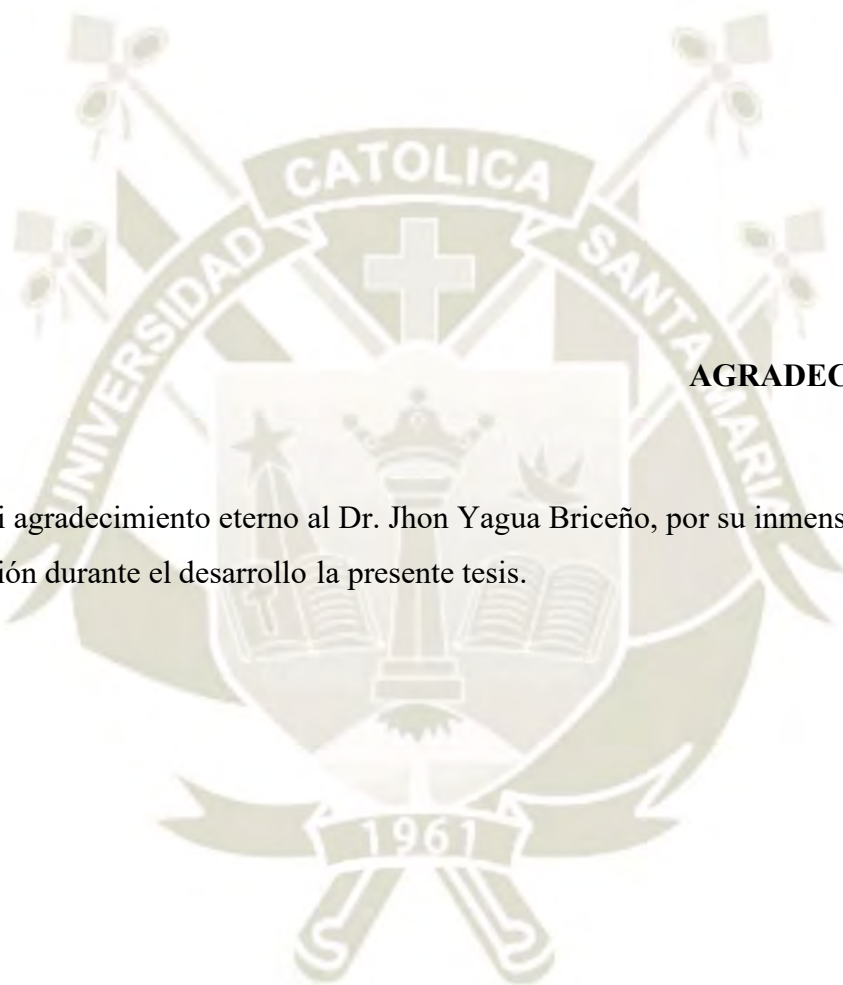 CATOLICA
UNIVERSIDAD
SANTA MARIA
AGRADEC
i agradecimiento eterno al Dr. Jhon Yagua Briceño, por su inmens
ión durante el desarrollo la presente tesis.
1961